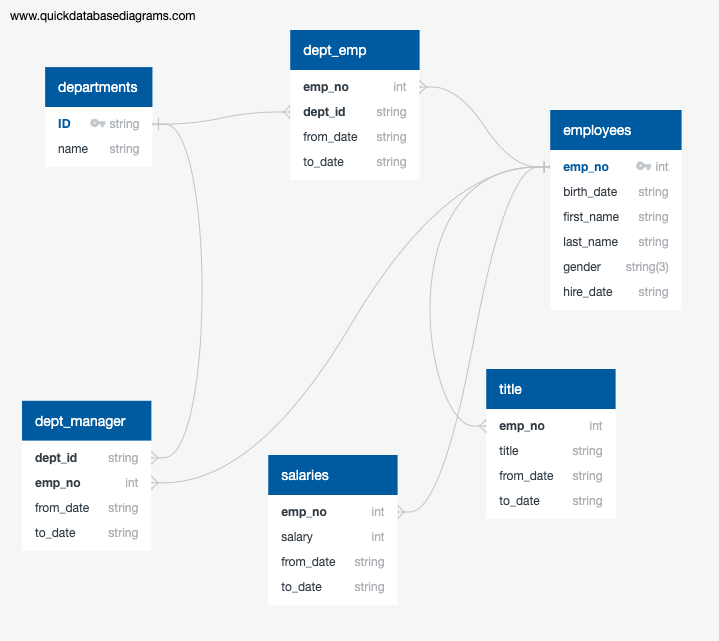 www.quickdatabasediagrams.com
departments
ID string
name string
dept_emp
emp_no int
dept_id string
from_date string
to_date string
employees
emp_no int
birth_date string
first_name string
last_name string
gender string(3)
hire_date string
dept_manager
dept_id string
emp_no int
from_date string
to_date string
salaries
emp_no int
salary int
from_date string
to_date string
title
emp_no int
title string
from_date string
to_date string